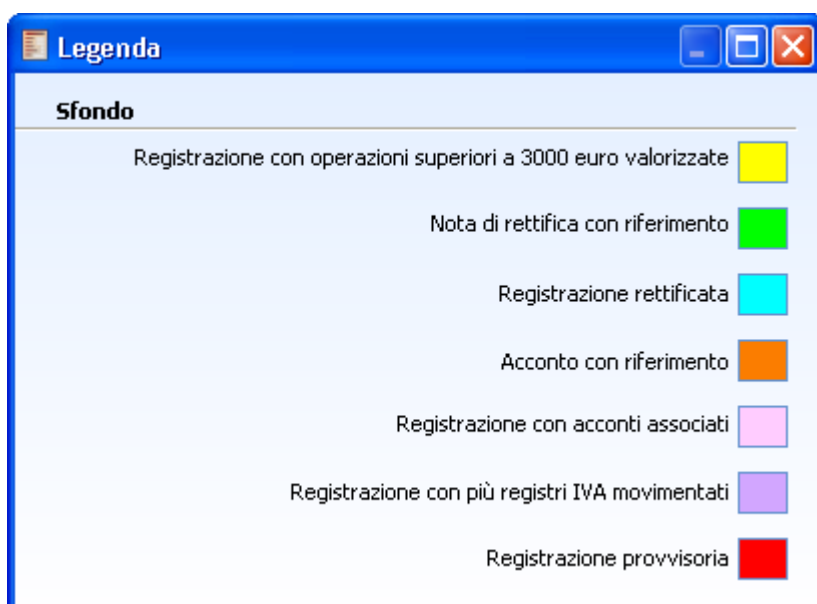 Legenda
Sfondo
Registrazione con operazioni superiori a 3000 euro valorizzate
Nota di rettifica con riferimento
Registrazione rettificata
Acconto con riferimento
Registrazione con acconti associati
Registrazione con più registri IVA movimentati
Registrazione provvisoria